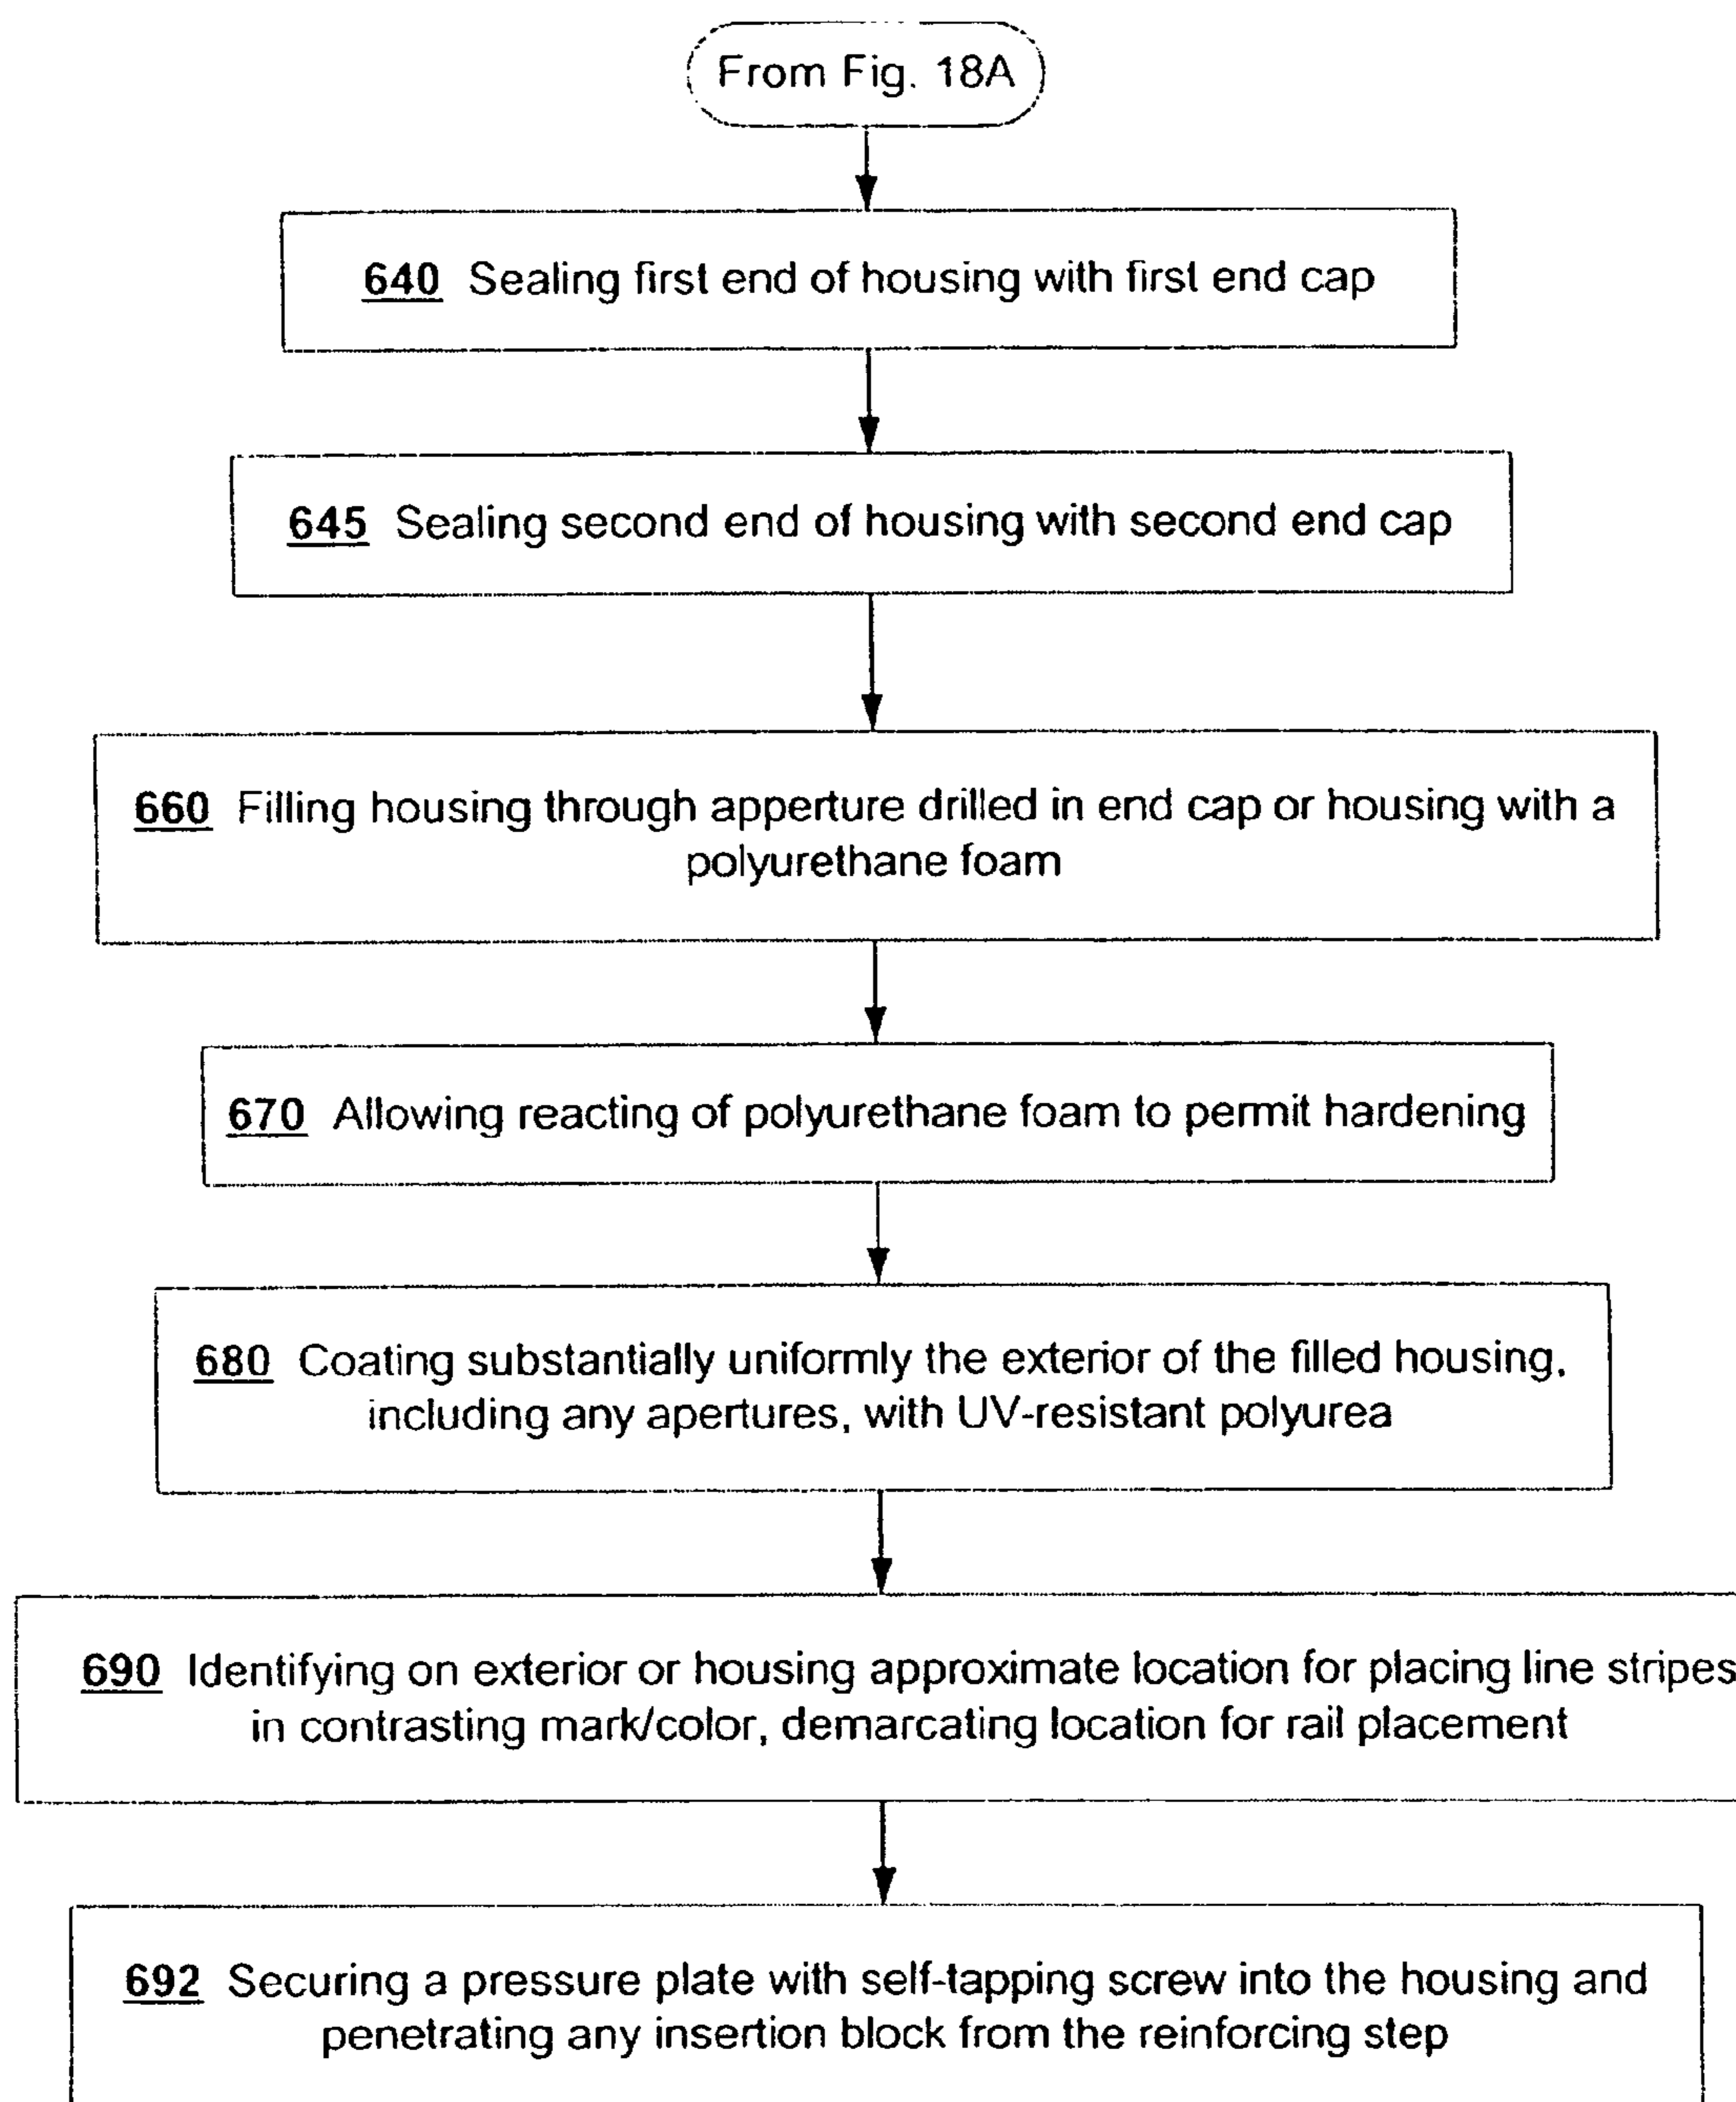 From Fig. 18A
640 Sealing first end of housing with first end cap
645 Sealing second end of housing with second end cap
660 Filling housing through apperture drilled in end cap or housing with a
polyurethane foam
670 Allowing reacting of polyurethane foam to permit hardening
680 Coating substantially uniformly the exterior of the filled housing,
including any apertures, with UV-resistant polyurea
690 Identifying on exterior or housing approximate location for placing line stripes
in contrasting mark/color, demarcating location for rail placement
692 Securing a pressure plate with self-tapping screw into the housing and
penetrating any insertion block from the reinforcing step